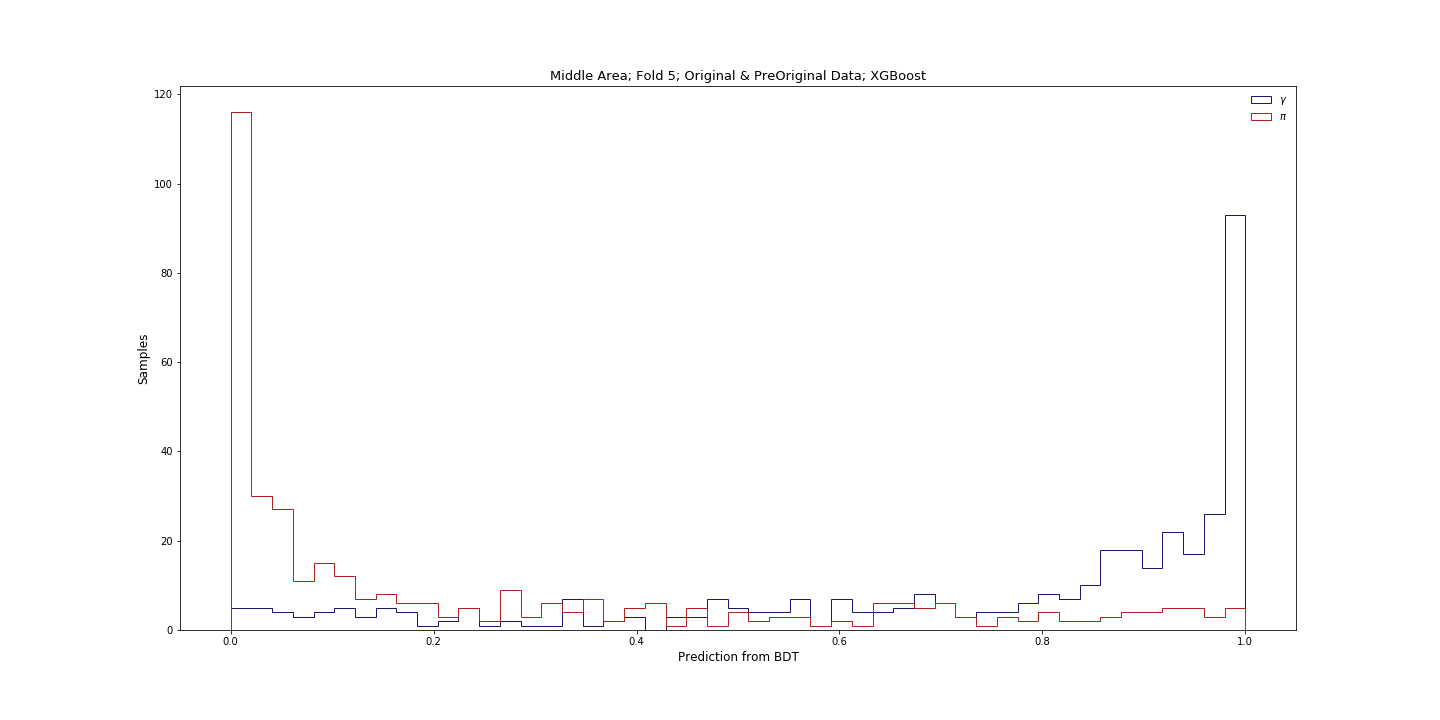 Middle Area; Fold 5; Original & PreOriginal Data; XGBoost
120
100
80
60
40
20
0
Samples
γ
π
0.0 0.2 0.4 0.6 0.8 1.0
Prediction from BDT